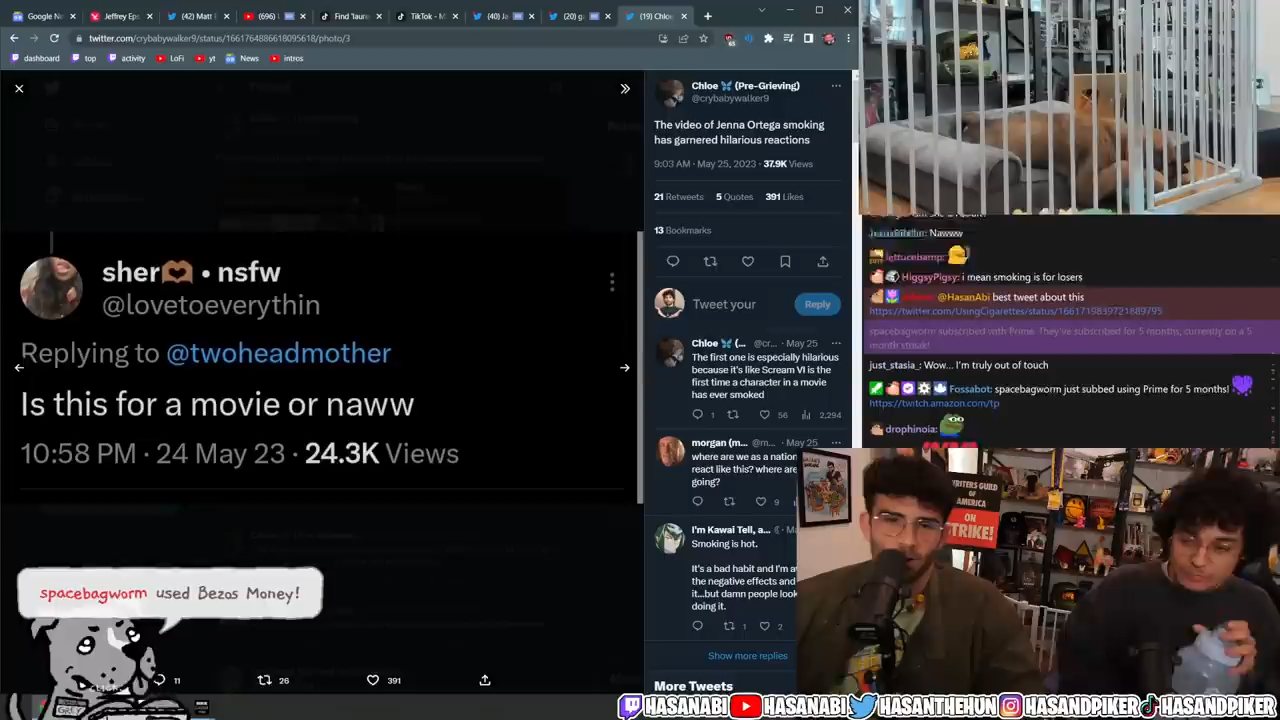 Google Ne
Jeffrey Eps
(42) Matt
(696)
Find 'laure
TikTok - M
(40) Je
(20) ga
(19) Chlo
twitter.com/crybabywalker9/status/1661764886618095618/photo/3
dashboard
top
activity
LoFi
yt
News
intros
sher • nsfw
@lovetoeverythin
Replying to @twoheadmother
Is this for a movie or naww
10:58 PM · 24 May 23 · 24.3K Views
spacebagworm used Bezos Money!
11
26
391
Chloe (Pre-Grieving)
@crybabywalker9
The video of Jenna Ortega smoking
has garnered hilarious reactions
9:03 AM · May 25, 2023 · 37.9K Views
21 Retweets 5 Quotes 391 Likes
13 Bookmarks
Tweet your
Reply
Chloe (... @cr... · May 25
The first one is especially hilarious
because it's like Scream VI is the
first time a character in a movie
has ever smoked
1
56
2,294
morgan (m... @m... · May 25
where are we as a nation
react like this? where are
going?
9
I'm Kawai Tell, a...
Smoking is hot.
It's a bad habit and I'm a
the negative effects and
it...but damn people look
doing it.
1
2
Show more replies
More Tweets
Nawww
lettucebamp:
HiggsyPigsy: i mean smoking is for losers
@HasanAbi best tweet about this
https://twitter.com/UsingCigarettes/status/1661719839721889795
spacebagworm subscribed with Prime. They've subscribed for 5 months, currently on a 5
month streak!
just_stasia_: Wow... I'm truly out of touch
Fossabot: spacebagworm just subbed using Prime for 5 months!
https://twitch.amazon.com/tp
drophinoia:
WRITERS GUILD
OF
AMERICA
ON
STRIKE!
HASANABI
HASANABI
HASANTHEHUN
HASANDPIKER
HASANDPIKER